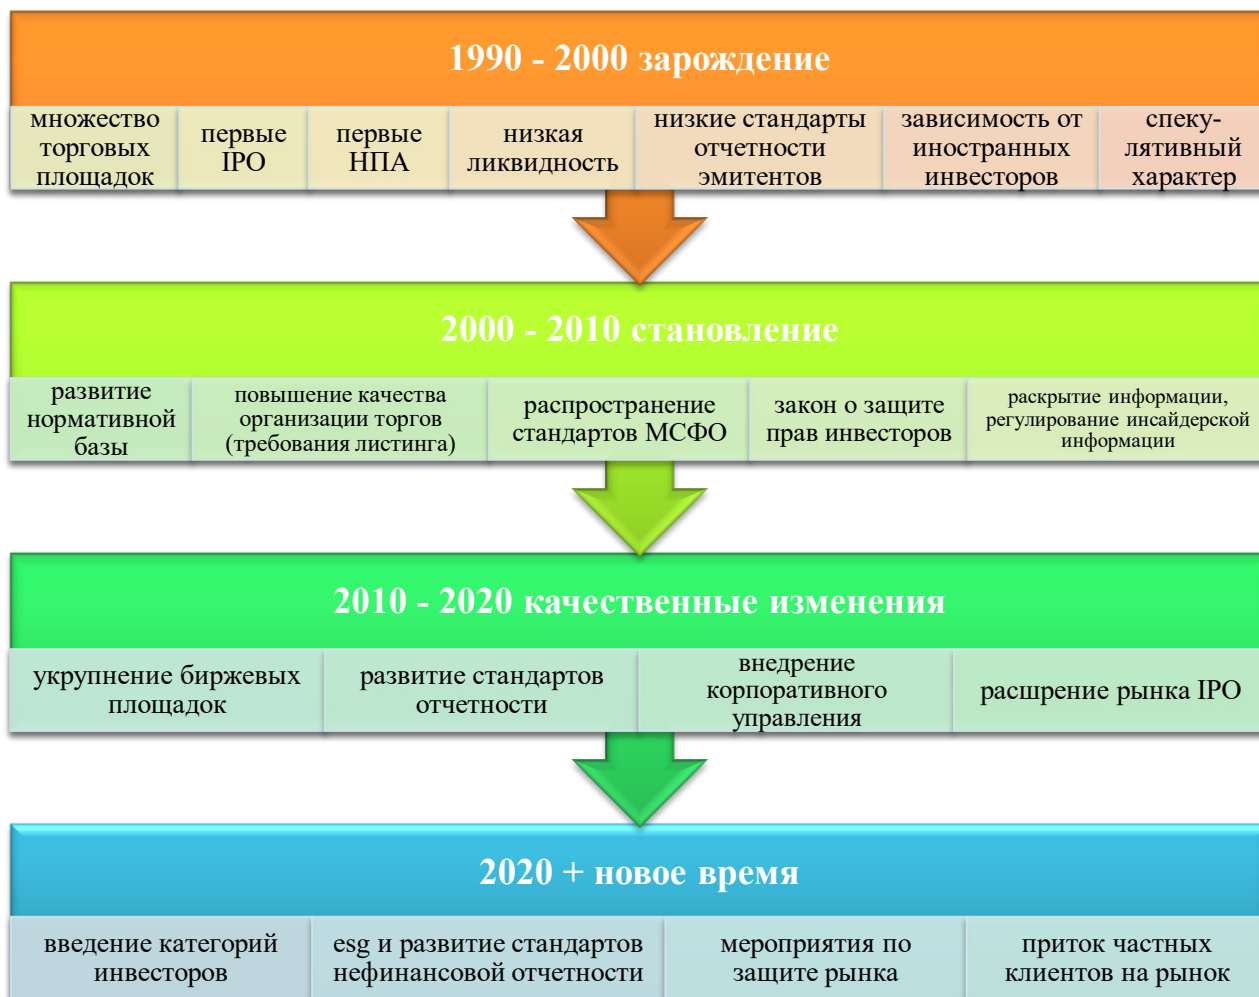 1990 - 2000 зарождение
множество
торговых
площадок
первые
IPO
первые
НПА
низкая
ликвидность
низкие стандарты
отчетности
эмитентов
зависимость от
иностранных
инвесторов
спеку-
лятивный
характер
2000 - 2010 становление
развитие
нормативной
базы
повышение качества
организации торгов
(требования листинга)
распространение
стандартов МСФО
закон о защите
прав инвесторов
раскрытие информации,
регулирование инсайдерской
информации
2010 - 2020 качественные изменения
укрупнение биржевых
площадок
развитие стандартов
отчетности
внедрение
корпоративного
управления
расшрение рынка IPO
2020 + новое время
введение категорий
инвесторов
esg и развитие стандартов
нефинансовой отчетности
мероприятия по
защите рынка
приток частных
клиентов на рынок